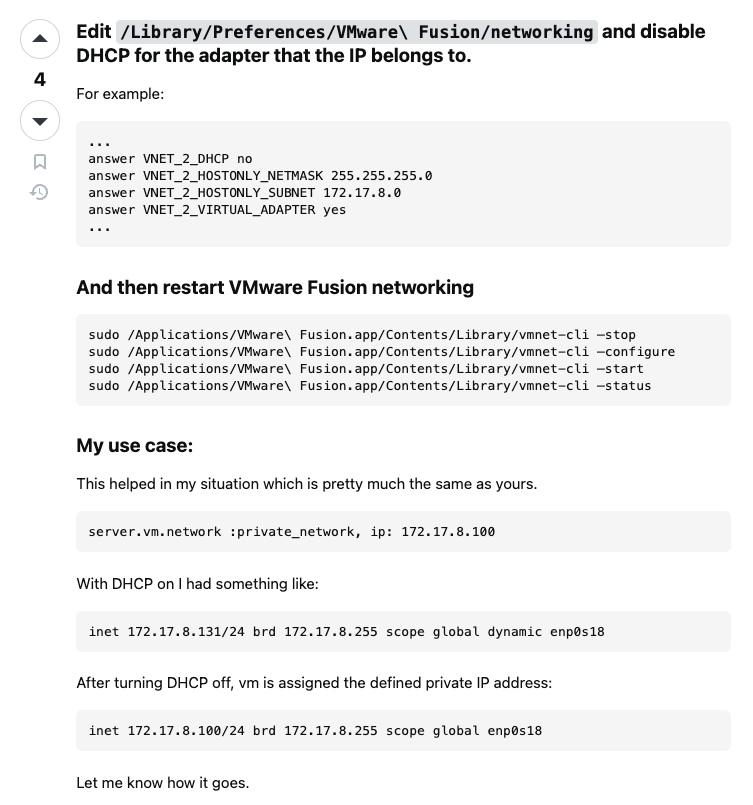 Edit /Library/Preferences/VMware\ Fusion/networking and disable
DHCP for the adapter that the IP belongs to.
4
For example:
...
answer VNET_2_DHCP no
answer VNET_2_HOSTONLY_NETMASK 255.255.255.0
answer VNET_2_HOSTONLY_SUBNET 172.17.8.0
answer VNET_2_VIRTUAL_ADAPTER yes
...
And then restart VMware Fusion networking
sudo /Applications/VMware\ Fusion.app/Contents/Library/vmnet-cli —stop
sudo /Applications/VMware\ Fusion.app/Contents/Library/vmnet-cli —configure
sudo /Applications/VMware\ Fusion.app/Contents/Library/vmnet-cli —start
sudo /Applications/VMware\ Fusion.app/Contents/Library/vmnet-cli —status
My use case:
This helped in my situation which is pretty much the same as yours.
server.vm.network :private_network, ip: 172.17.8.100
With DHCP on I had something like:
inet 172.17.8.131/24 brd 172.17.8.255 scope global dynamic enp0s18
After turning DHCP off, vm is assigned the defined private IP address:
inet 172.17.8.100/24 brd 172.17.8.255 scope global enp0s18
Let me know how it goes.